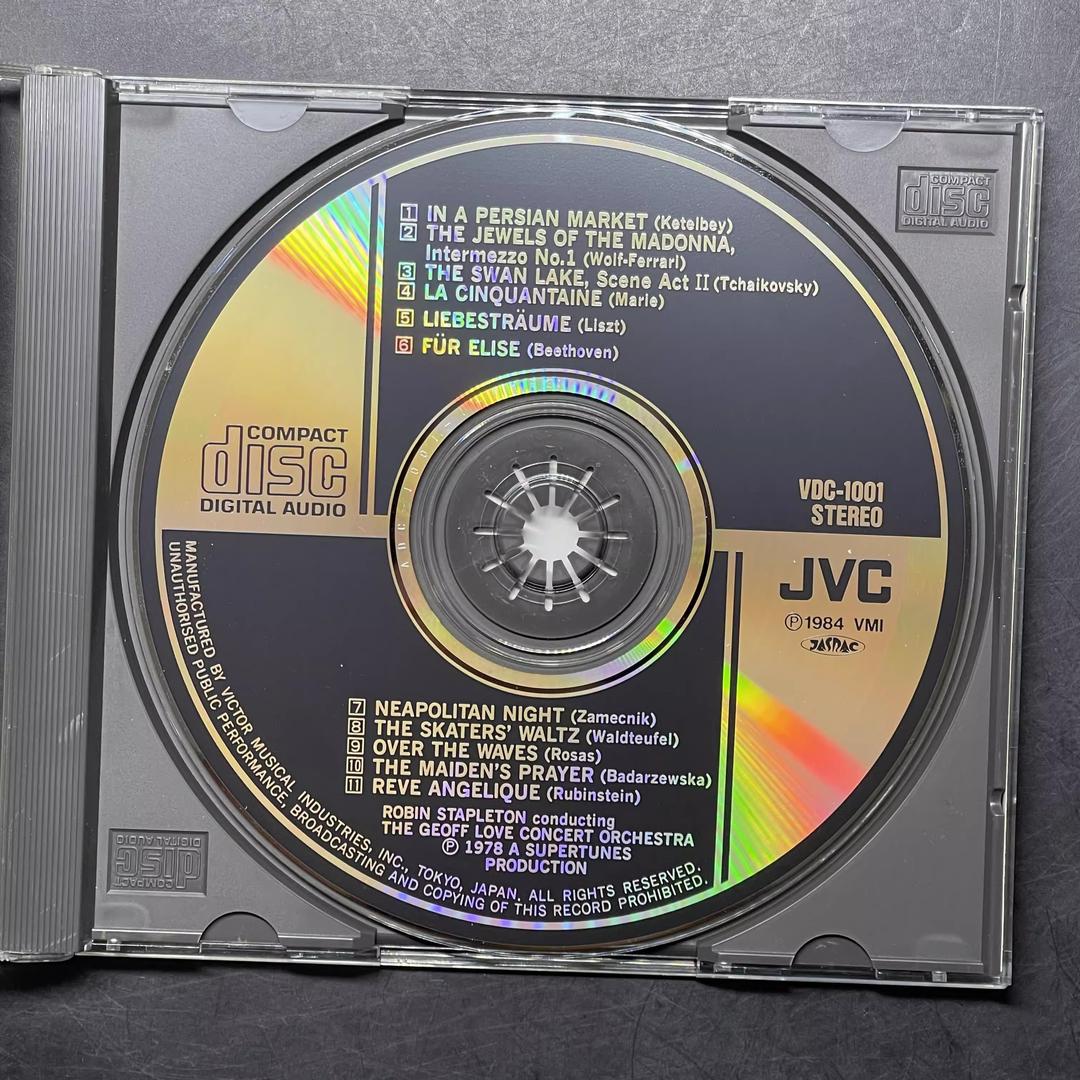 COMPACT
disc
DIGITAL AUDIO
1 IN A PERSIAN MARKET (Ketelbey)
2 THE JEWELS OF THE MADONNA,
Intermezzo No.1 (Wolf-Ferrari)
3 THE SWAN LAKE, Scene Act II (Tchaikovsky)
4 LA CINQUANTAINE (Marie)
5 LIEBESTRÄUME (Liszt)
6 FÜR ELISE (Beethoven)
COMPACT
disc
DIGITAL AUDIO
VDC-1001
STEREO
JVC
℗1984 VMI
JASRAC
7 NEAPOLITAN NIGHT (Zamecnik)
8 THE SKATERS' WALTZ (Waldteufel)
9 OVER THE WAVES (Rosas)
10 THE MAIDEN'S PRAYER (Badarzewska)
11 REVE ANGELIQUE (Rubinstein)
ROBIN STAPLETON conducting
THE GEOFF LOVE CONCERT ORCHESTRA
℗ 1978 A SUPERTUNES
PRODUCTION
MANUFACTURED BY VICTOR MUSICAL INDUSTRIES, INC., TOKYO, JAPAN. ALL RIGHTS RESERVED.
UNAUTHORISED PUBLIC PERFORMANCE, BROADCASTING AND COPYING OF THIS RECORD PROHIBITED.
COMPACT
disc
DIGITAL AUDIO